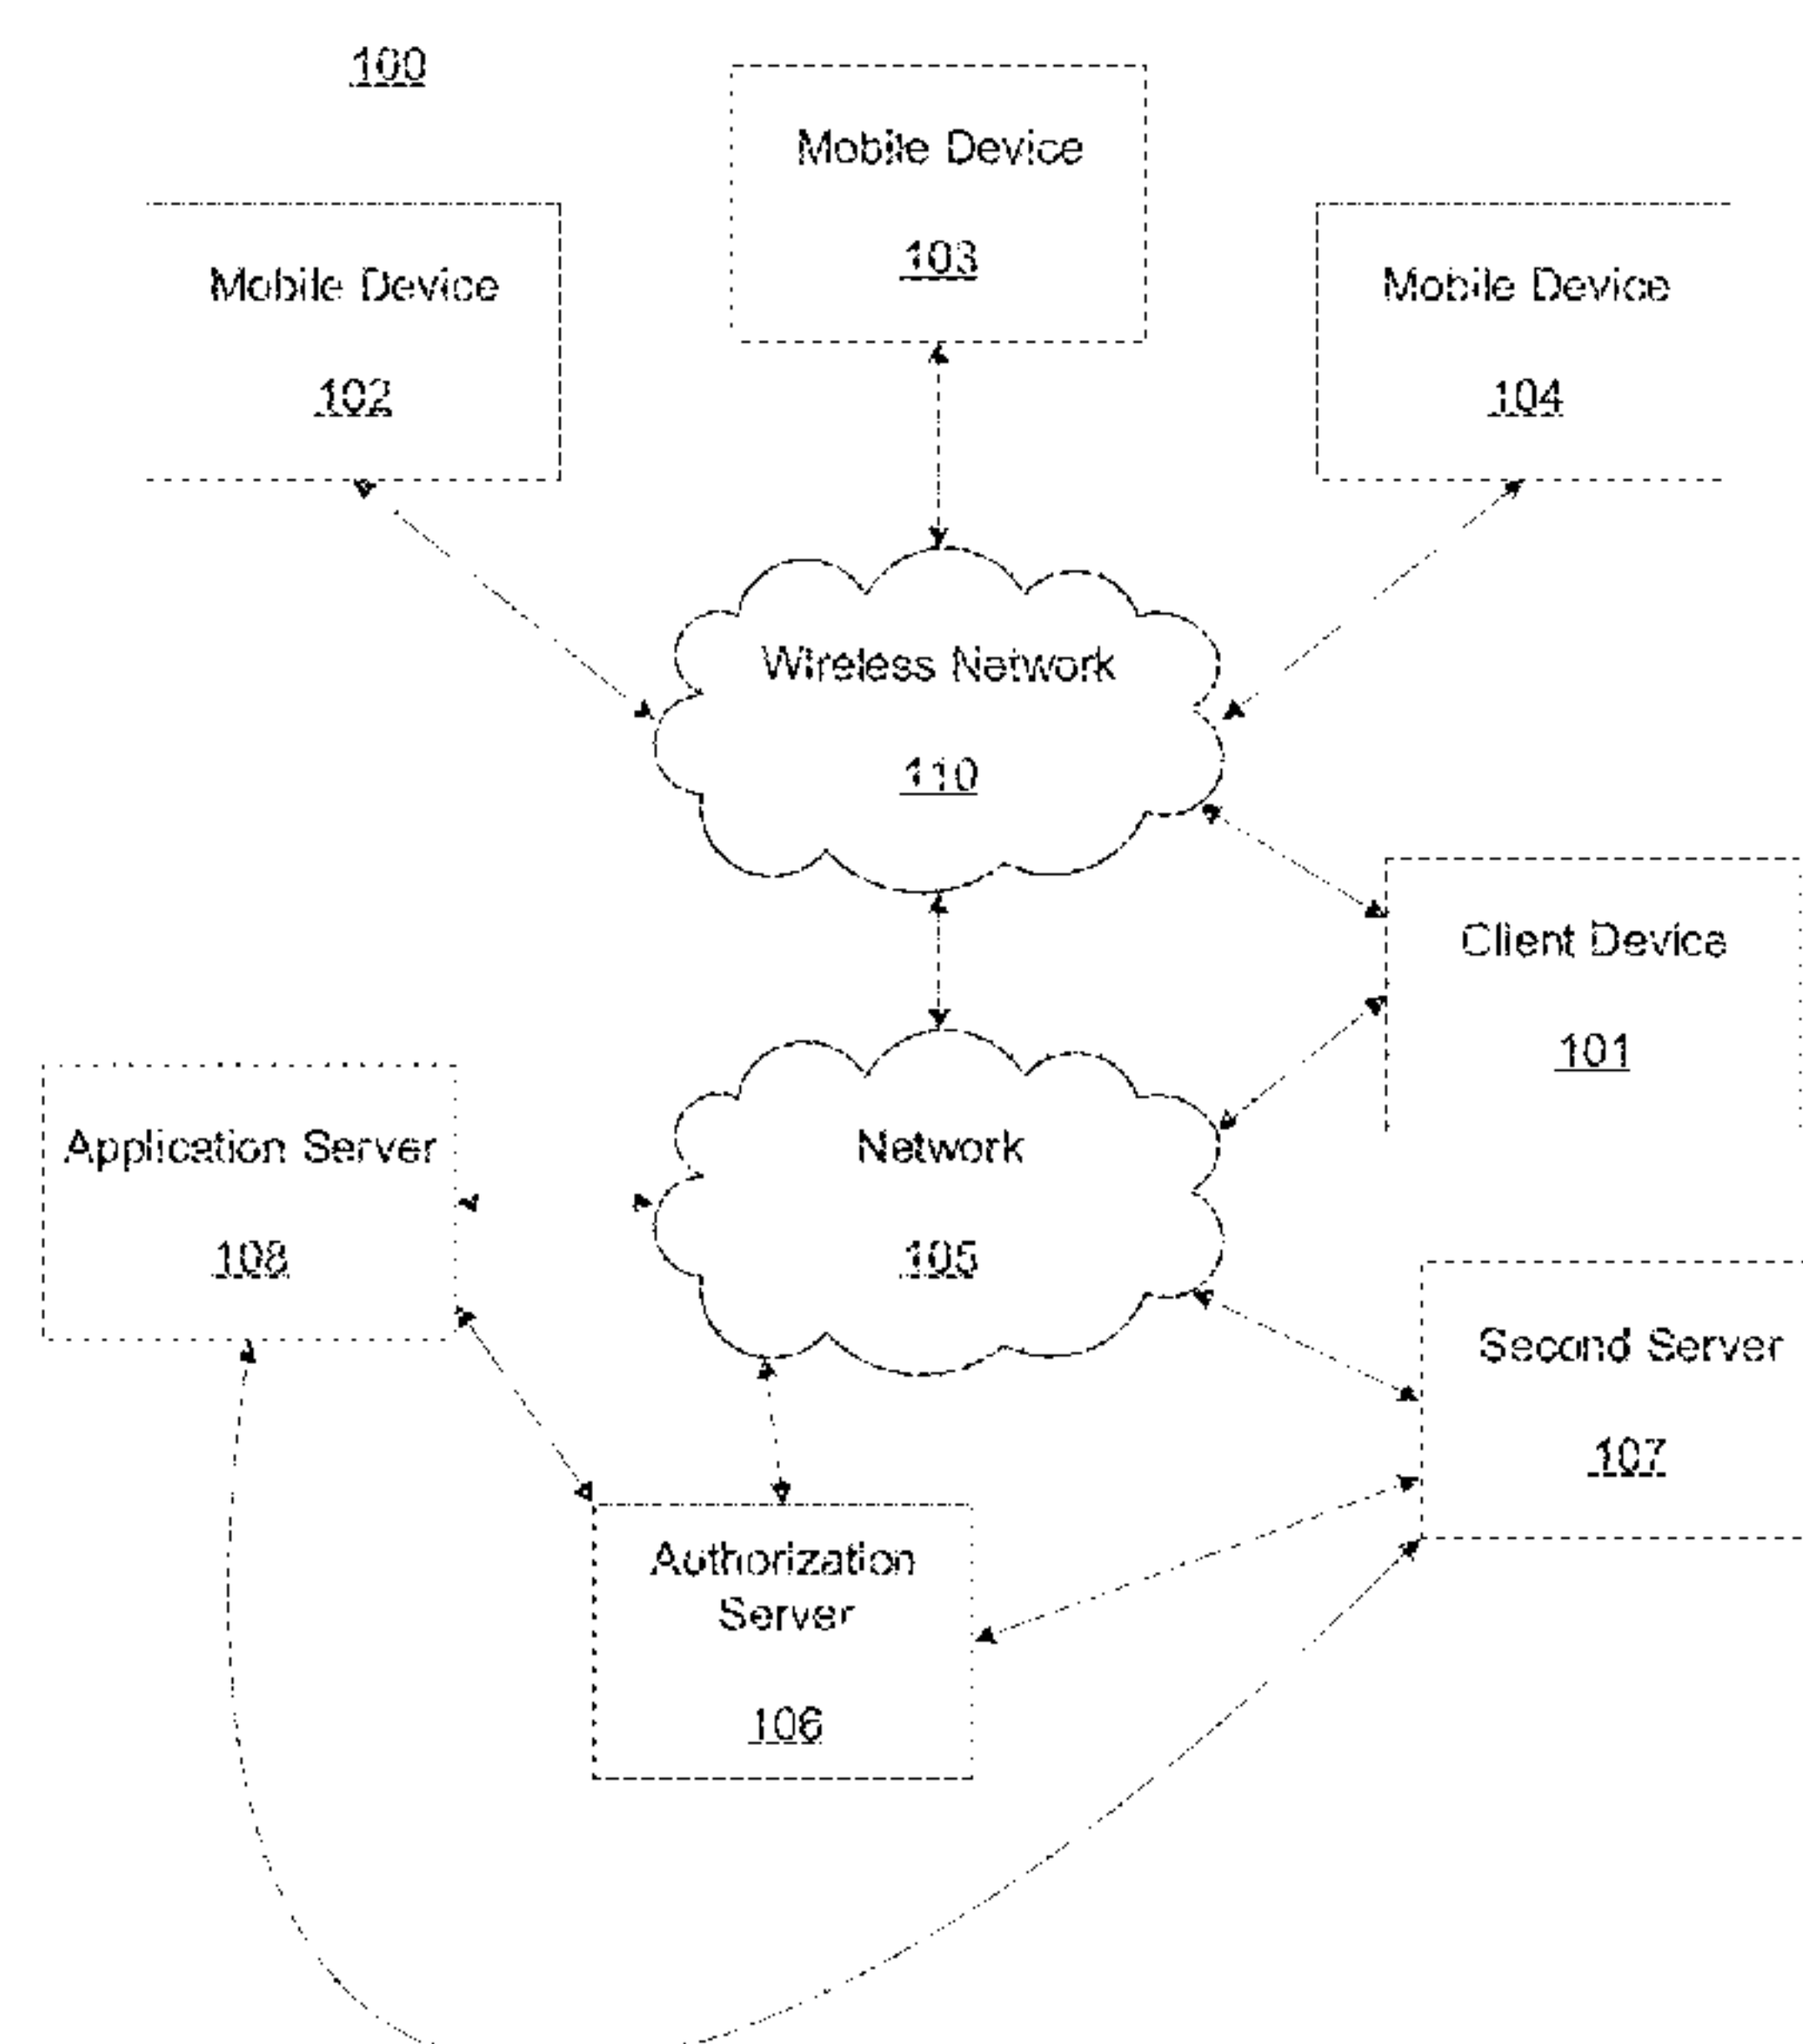 100
Mobile Device
103
Mobile Device
102
Mobile Device
104
Wireless Network
110
Client Device
101
Application Server
108
Network
105
Second Server
107
Authorization
Server
106